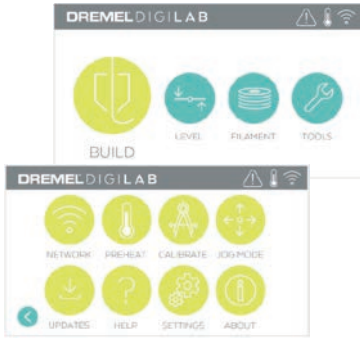 DREMEL DIGILAB
LEVEL FILAMENT TOOLS
BUILD
DREMEL DIGILAB
NETWORK PREHEAT CALIBRATE JOG MODE
UPDATES HELP SETTINGS ABOUT